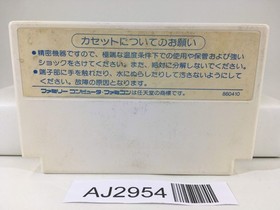 カセットについてのお願い
●精密機器ですので、極端な温度条件下での使用や保管および強い
ショックをさけてください。また、絶対に分解しないでください。
●端子部に手を触れたり、水にぬらしたりして汚さないようにして
ください。故障の原因となります。
ファミリーコンピュータ・ファミコンは任天堂の商標です。
850410
AJ2954